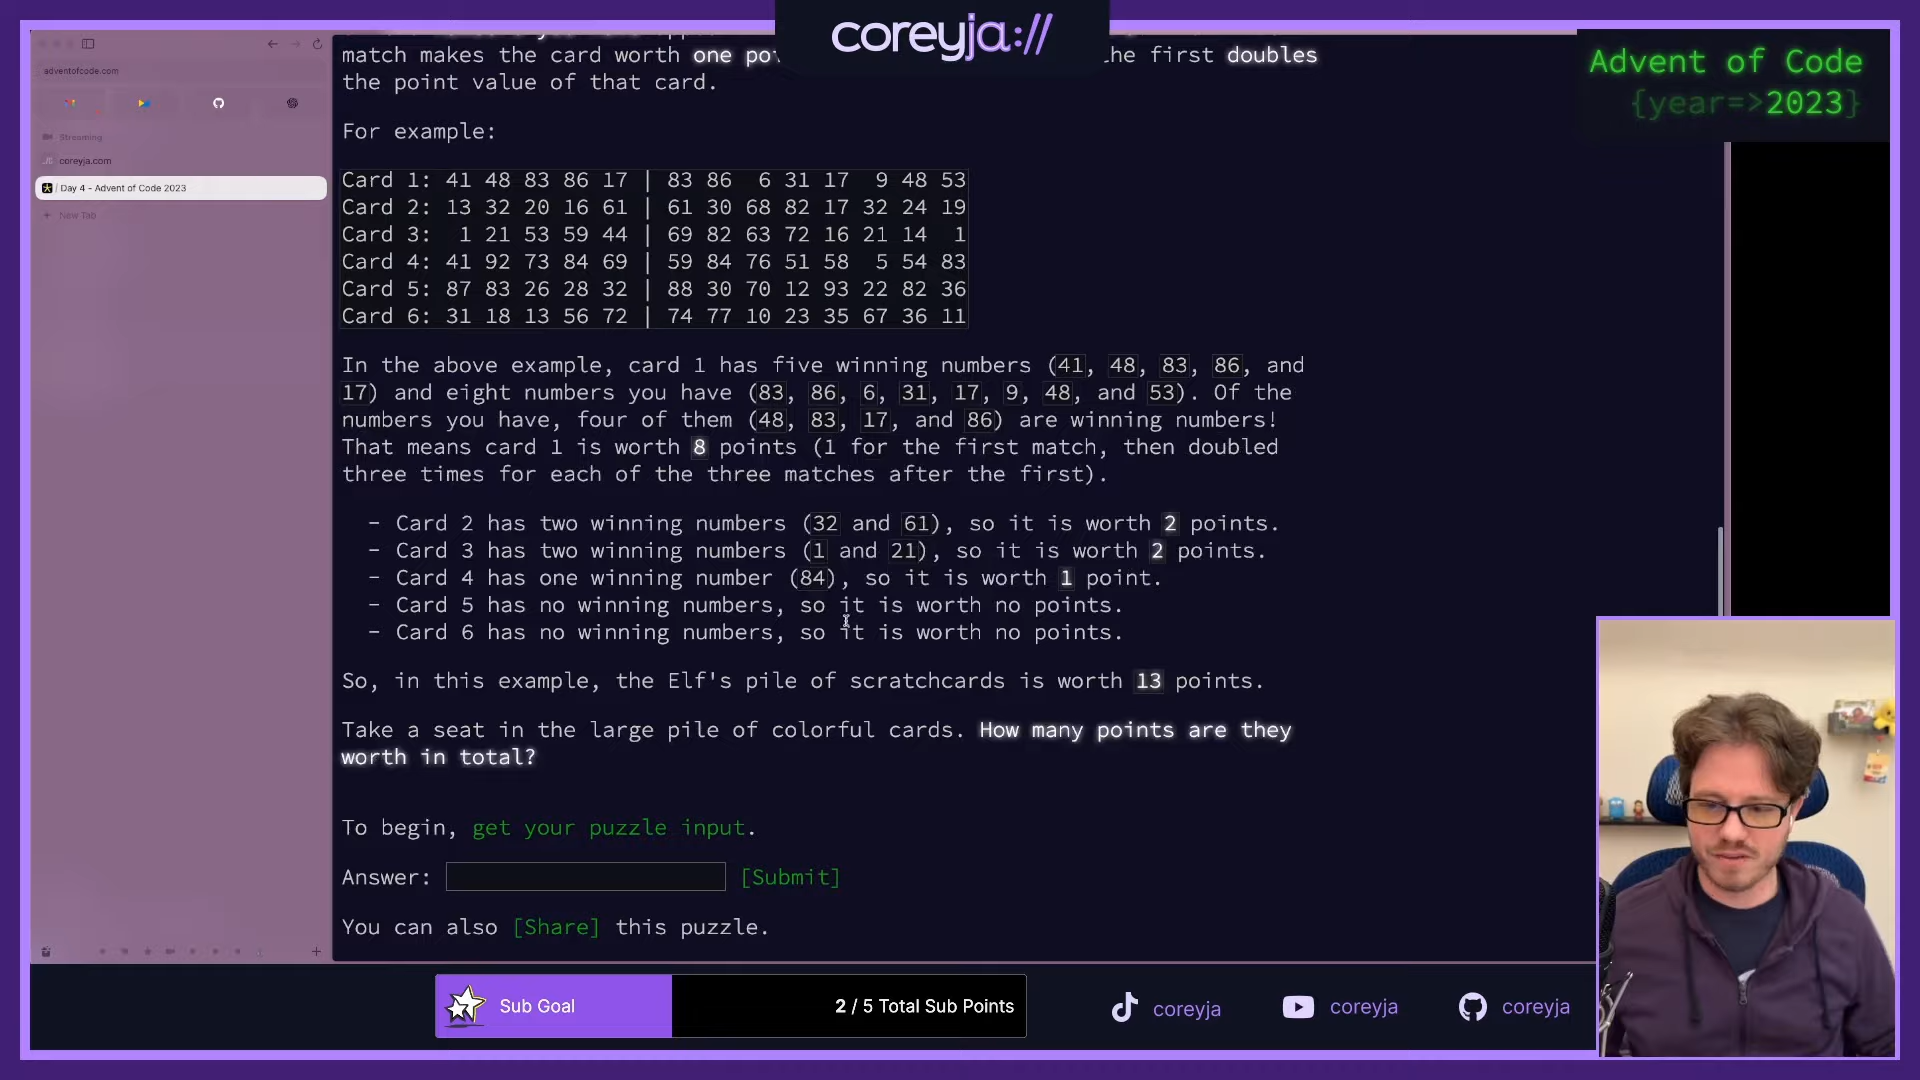 coreyja://
Advent of Code
{year=>2023}
adventofcode.com
Streaming
coreyja.com
Day 4 - Advent of Code 2023
New Tab
match makes the card worth one poi
he first doubles
the point value of that card.
For example:
Card 1: 41 48 83 86 17 | 83 86  6 31 17  9 48 53
Card 2: 13 32 20 16 61 | 61 30 68 82 17 32 24 19
Card 3:  1 21 53 59 44 | 69 82 63 72 16 21 14  1
Card 4: 41 92 73 84 69 | 59 84 76 51 58  5 54 83
Card 5: 87 83 26 28 32 | 88 30 70 12 93 22 82 36
Card 6: 31 18 13 56 72 | 74 77 10 23 35 67 36 11
In the above example, card 1 has five winning numbers (41, 48, 83, 86, and
17) and eight numbers you have (83, 86, 6, 31, 17, 9, 48, and 53). Of the
numbers you have, four of them (48, 83, 17, and 86) are winning numbers!
That means card 1 is worth 8 points (1 for the first match, then doubled
three times for each of the three matches after the first).
- Card 2 has two winning numbers (32 and 61), so it is worth 2 points.
- Card 3 has two winning numbers (1 and 21), so it is worth 2 points.
- Card 4 has one winning number (84), so it is worth 1 point.
- Card 5 has no winning numbers, so it is worth no points.
- Card 6 has no winning numbers, so it is worth no points.
So, in this example, the Elf's pile of scratchcards is worth 13 points.
Take a seat in the large pile of colorful cards. How many points are they
worth in total?
To begin, get your puzzle input.
Answer: [Submit]
You can also [Share] this puzzle.
Sub Goal
2 / 5 Total Sub Points
coreyja
coreyja
coreyja